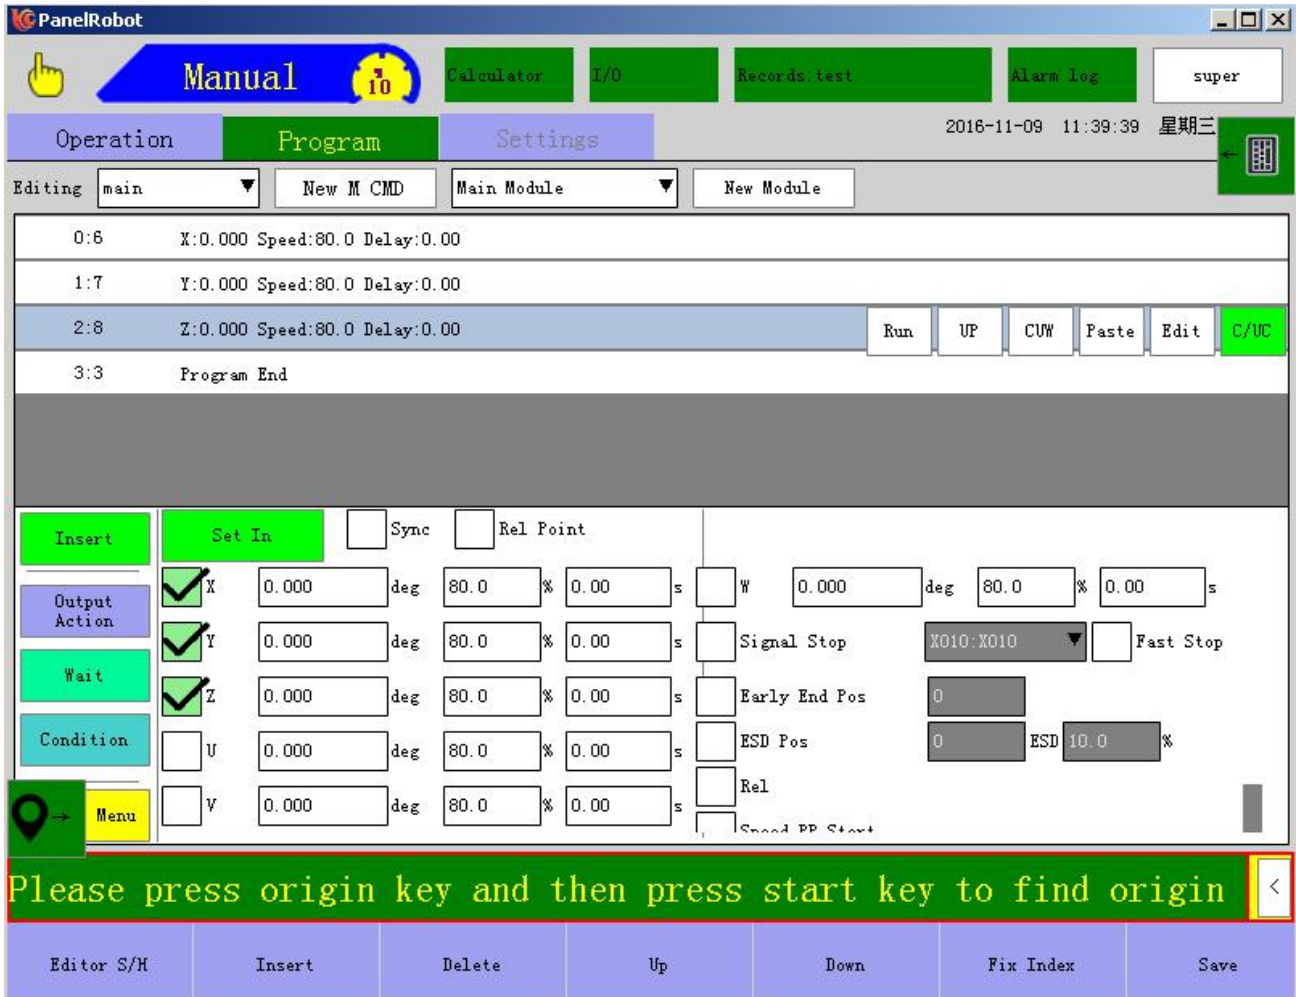 PanelRobot
Manual 10 Calculator I/O Records:test Alarm log super
Operation Program Settings 2016-11-09 11:39:39 星期三
Editing main New M CMD Main Module New Module
0:6 X:0.000 Speed:80.0 Delay:0.00
1:7 Y:0.000 Speed:80.0 Delay:0.00
2:8 Z:0.000 Speed:80.0 Delay:0.00 Run UP CUW Paste Edit C/UC
3:3 Program End
Insert Set In Sync Rel Point
X 0.000 deg 80.0 % 0.00 s W 0.000 deg 80.0 % 0.00 s
Output
Action
Y 0.000 deg 80.0 % 0.00 s Signal Stop X010:X010 Fast Stop
Wait Z 0.000 deg 80.0 % 0.00 s Early End Pos 0
Condition U 0.000 deg 80.0 % 0.00 s ESD Pos 0 ESD 10.0 %
Rel
Menu V 0.000 deg 80.0 % 0.00 s
Speed PP Start
Please press origin key and then press start key to find origin <
Editor S/H Insert Delete Up Down Fix Index Save